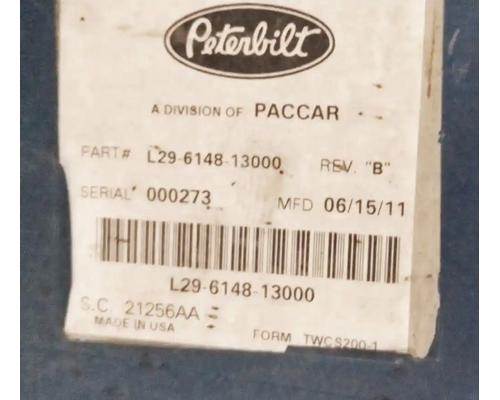 Peterbilt
A DIVISION OF PACCAR
PART# L29-6148-13000 REV. "B"
SERIAL 000273 MFD 06/15/11
L29-6148-13000
S.C. 21256AA
MADE IN USA
FORM TWCS200-1